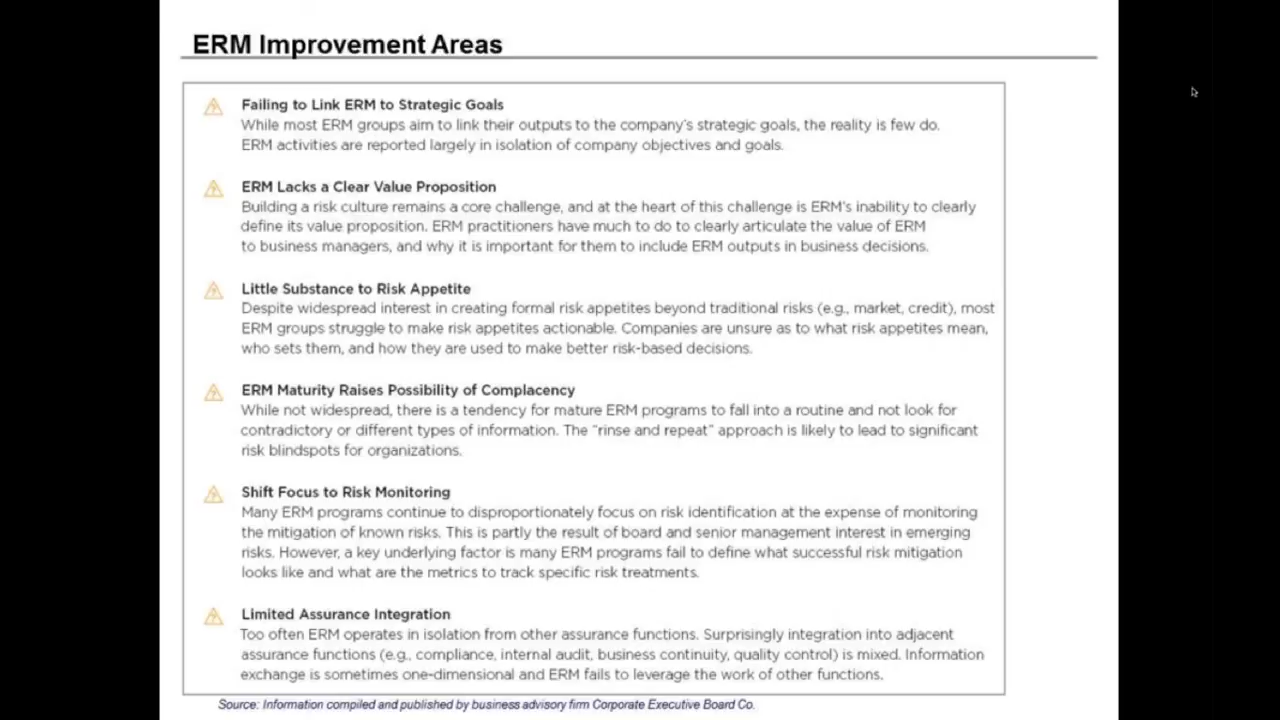 ERM Improvement Areas
Failing to Link ERM to Strategic Goals
While most ERM groups aim to link their outputs to the company's strategic goals, the reality is few do.
ERM activities are reported largely in isolation of company objectives and goals.
ERM Lacks a Clear Value Proposition
Building a risk culture remains a core challenge, and at the heart of this challenge is ERM's inability to clearly
define its value proposition. ERM practitioners have much to do to clearly articulate the value of ERM
to business managers, and why it is important for them to include ERM outputs in business decisions.
Little Substance to Risk Appetite
Despite widespread interest in creating formal risk appetites beyond traditional risks (e.g., market, credit), most
ERM groups struggle to make risk appetites actionable. Companies are unsure as to what risk appetites mean,
who sets them, and how they are used to make better risk-based decisions.
ERM Maturity Raises Possibility of Complacency
While not widespread, there is a tendency for mature ERM programs to fall into a routine and not look for
contradictory or different types of information. The "rinse and repeat" approach is likely to lead to significant
risk blindspots for organizations.
Shift Focus to Risk Monitoring
Many ERM programs continue to disproportionately focus on risk identification at the expense of monitoring
the mitigation of known risks. This is partly the result of board and senior management interest in emerging
risks. However, a key underlying factor is many ERM programs fail to define what successful risk mitigation
looks like and what are the metrics to track specific risk treatments.
Limited Assurance Integration
Too often ERM operates in isolation from other assurance functions. Surprisingly integration into adjacent
assurance functions (e.g., compliance, internal audit, business continuity, quality control) is mixed. Information
exchange is sometimes one-dimensional and ERM fails to leverage the work of other functions.
Source: Information compiled and published by business advisory firm Corporate Executive Board Co.